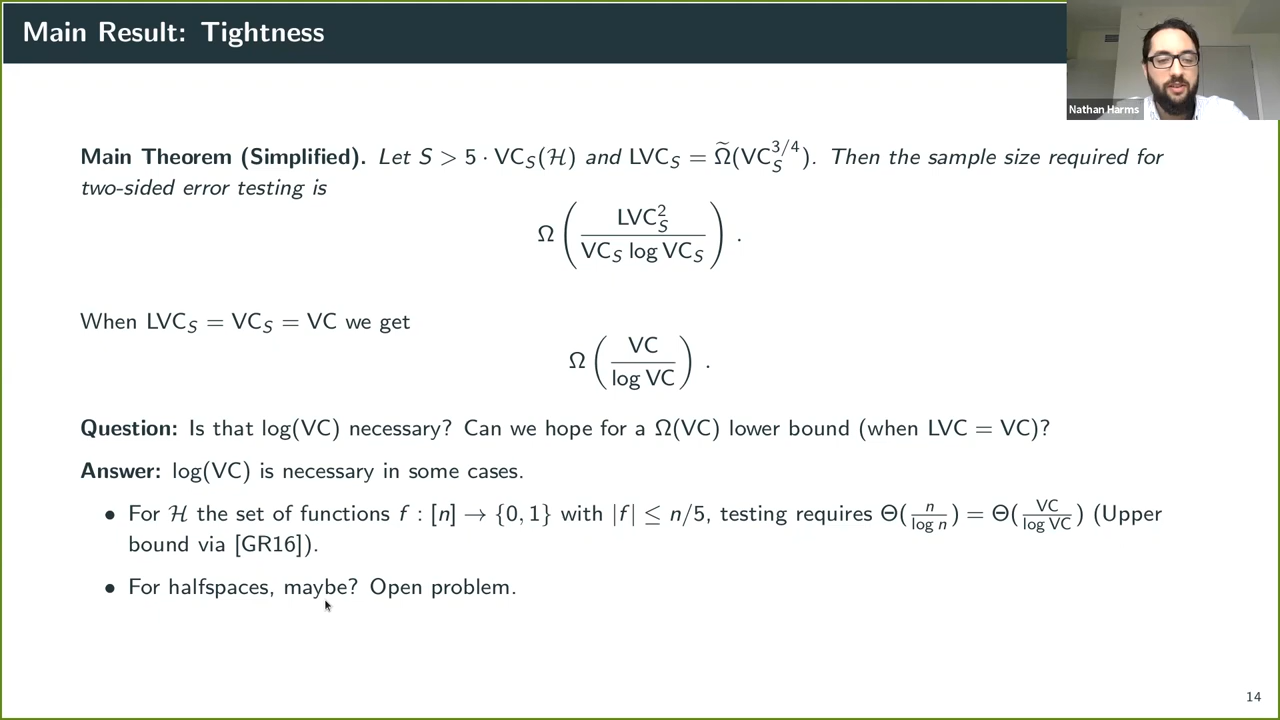 Main Result: Tightness
Nathan Harms
Main Theorem (Simplified). Let S > 5 · VC_S(ℋ) and LVC_S = Ω̃(VC_S^{3/4}). Then the sample size required for
two-sided error testing is
Ω ( LVC_S^2 / VC_S log VC_S ) .
When LVC_S = VC_S = VC we get
Ω ( VC / log VC ) .
Question: Is that log(VC) necessary? Can we hope for a Ω(VC) lower bound (when LVC = VC)?
Answer: log(VC) is necessary in some cases.
• For ℋ the set of functions f : [n] → {0, 1} with |f| ≤ n/5, testing requires Θ(n / log n) = Θ(VC / log VC) (Upper
bound via [GR16]).
• For halfspaces, maybe? Open problem.
14